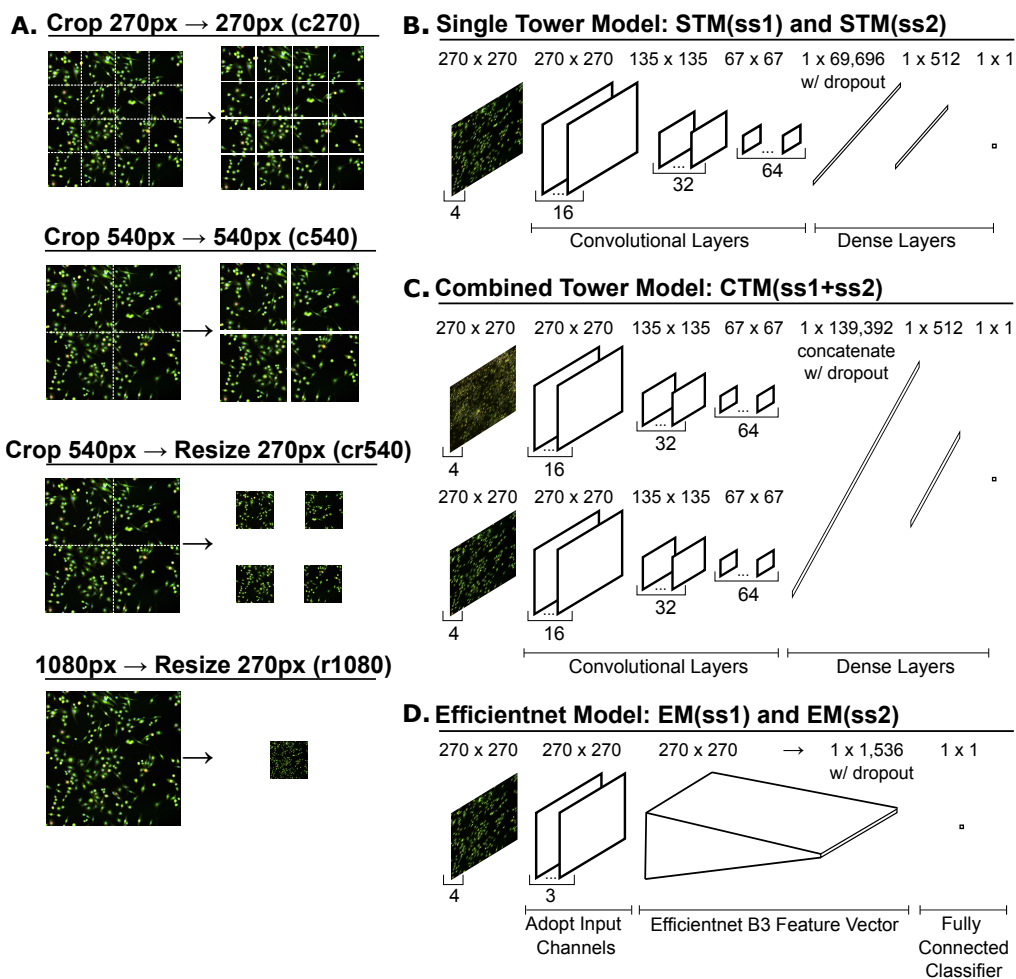 A. Crop 270px → 270px (c270)
Crop 540px → 540px (c540)
Crop 540px → Resize 270px (cr540)
1080px → Resize 270px (r1080)
B. Single Tower Model: STM(ss1) and STM(ss2)
270 x 270 270 x 270 135 x 135 67 x 67 1 x 69,696 1 x 512 1 x 1
w/ dropout
... ... ...
4 16 32 64
Convolutional Layers Dense Layers
C. Combined Tower Model: CTM(ss1+ss2)
270 x 270 270 x 270 135 x 135 67 x 67 1 x 139,392 1 x 512 1 x 1
concatenate
w/ dropout
... ... ...
4 16 32 64
270 x 270 270 x 270 135 x 135 67 x 67
... ... ...
4 16 32 64
Convolutional Layers Dense Layers
D. Efficientnet Model: EM(ss1) and EM(ss2)
270 x 270 270 x 270 270 x 270 → 1 x 1,536 1 x 1
w/ dropout
...
4 3
Adopt Input Efficientnet B3 Feature Vector Fully
Channels Connected
Classifier